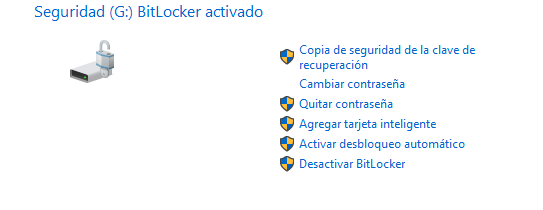 Seguridad (G:) BitLocker activado
Copia de seguridad de la clave de
recuperación
Cambiar contraseña
Quitar contraseña
Agregar tarjeta inteligente
Activar desbloqueo automático
Desactivar BitLocker